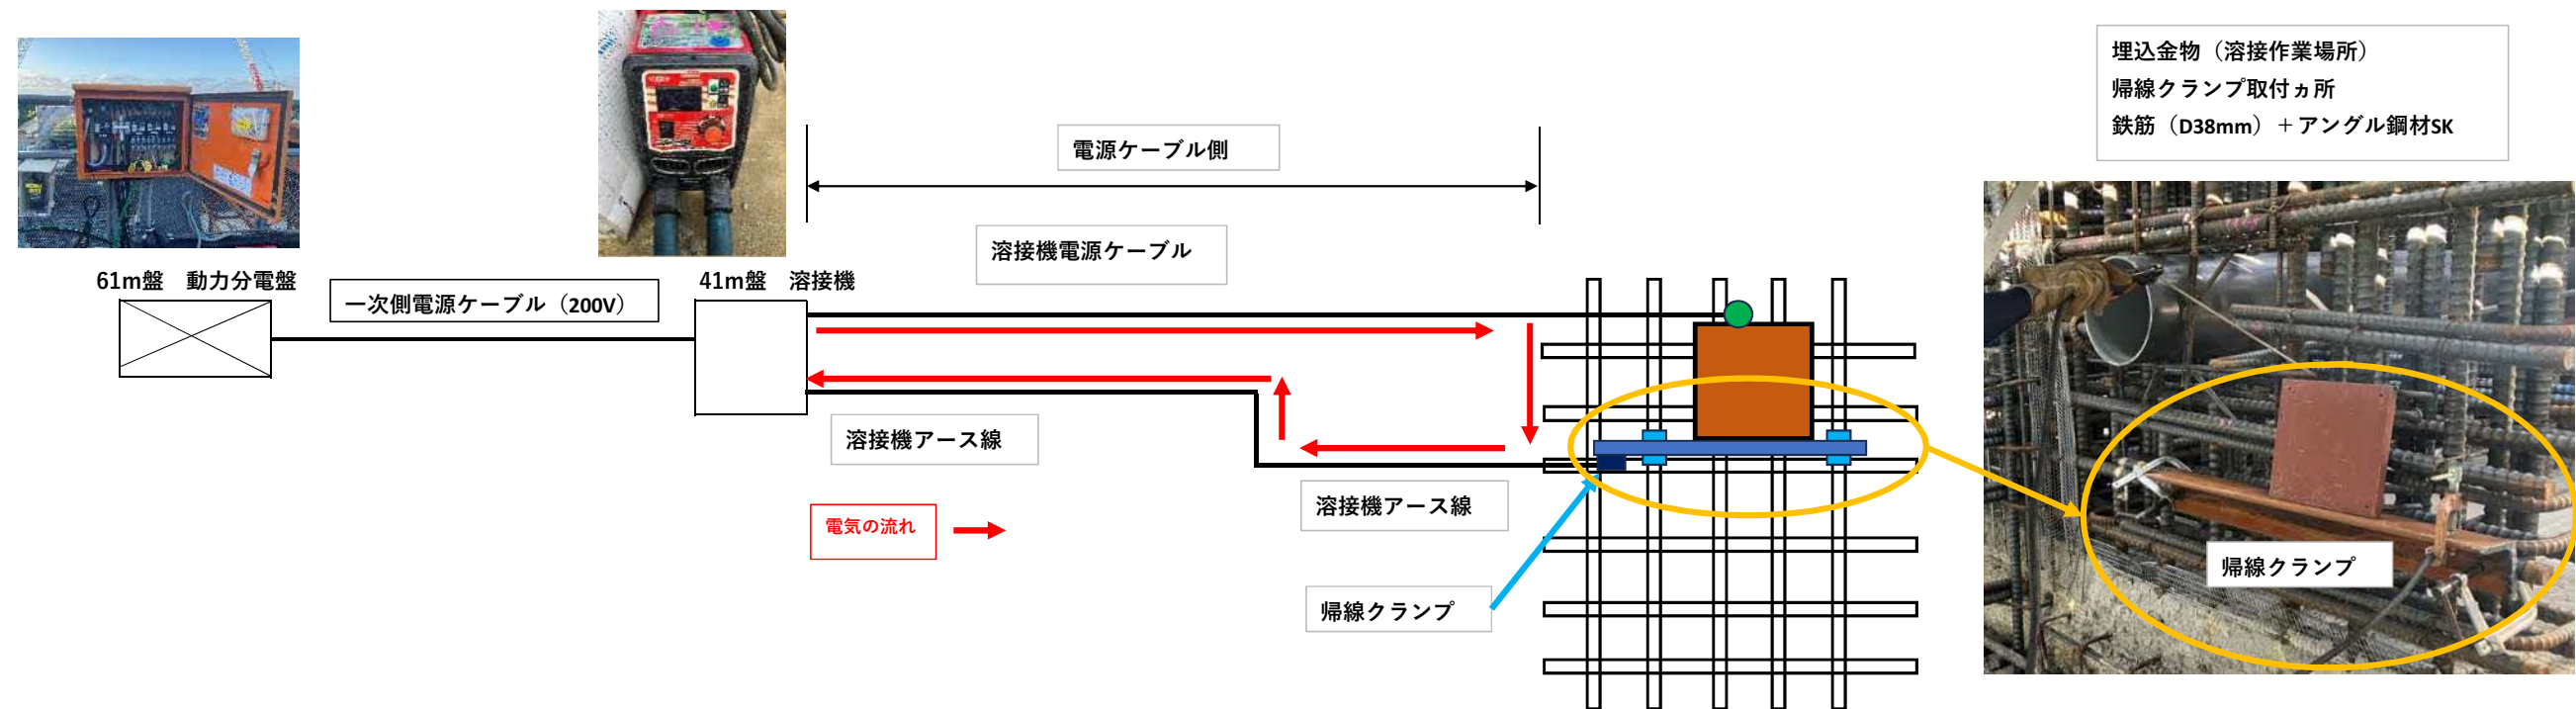 埋込金物（溶接作業場所）
帰線クランプ取付ヵ所
鉄筋（D38mm）＋アングル鋼材SK
電源ケーブル側
溶接機電源ケーブル
61m盤　動力分電盤
一次側電源ケーブル（200V）
41m盤　溶接機
溶接機アース線
溶接機アース線
電気の流れ
帰線クランプ
帰線クランプ